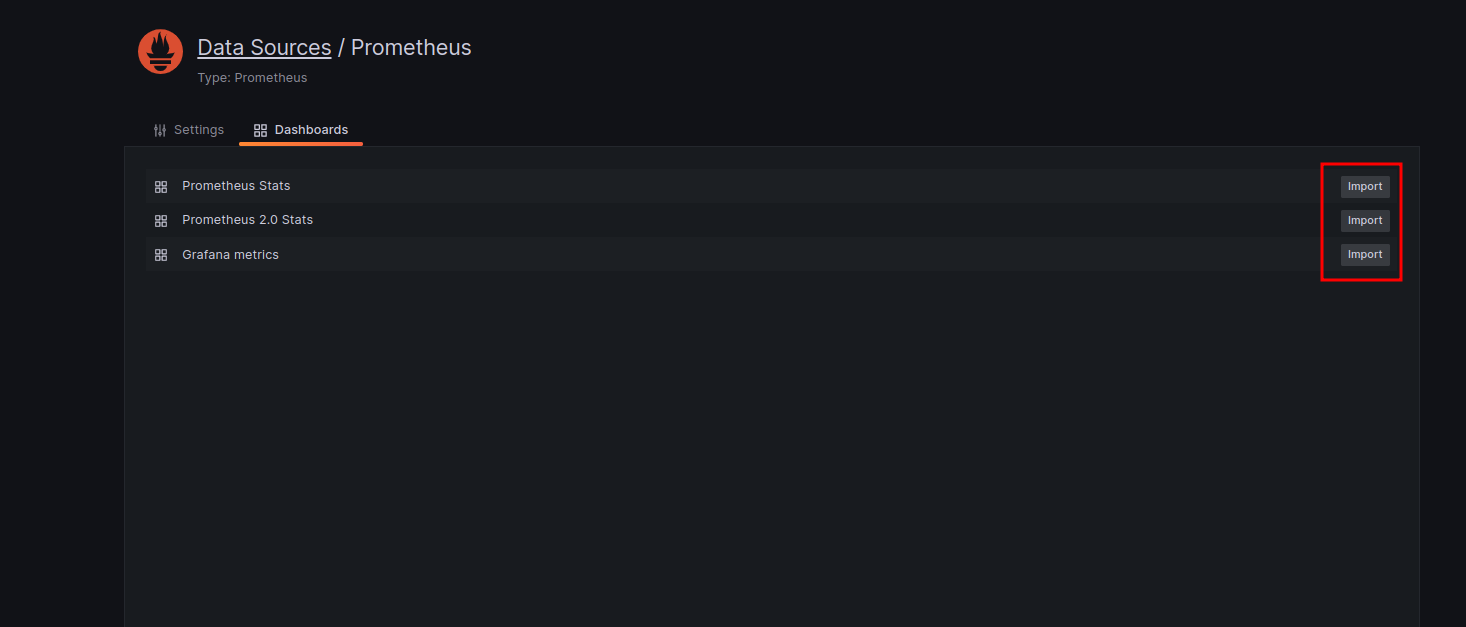 Data Sources / Prometheus
Type: Prometheus
Settings Dashboards
Prometheus Stats Import
Prometheus 2.0 Stats Import
Grafana metrics Import